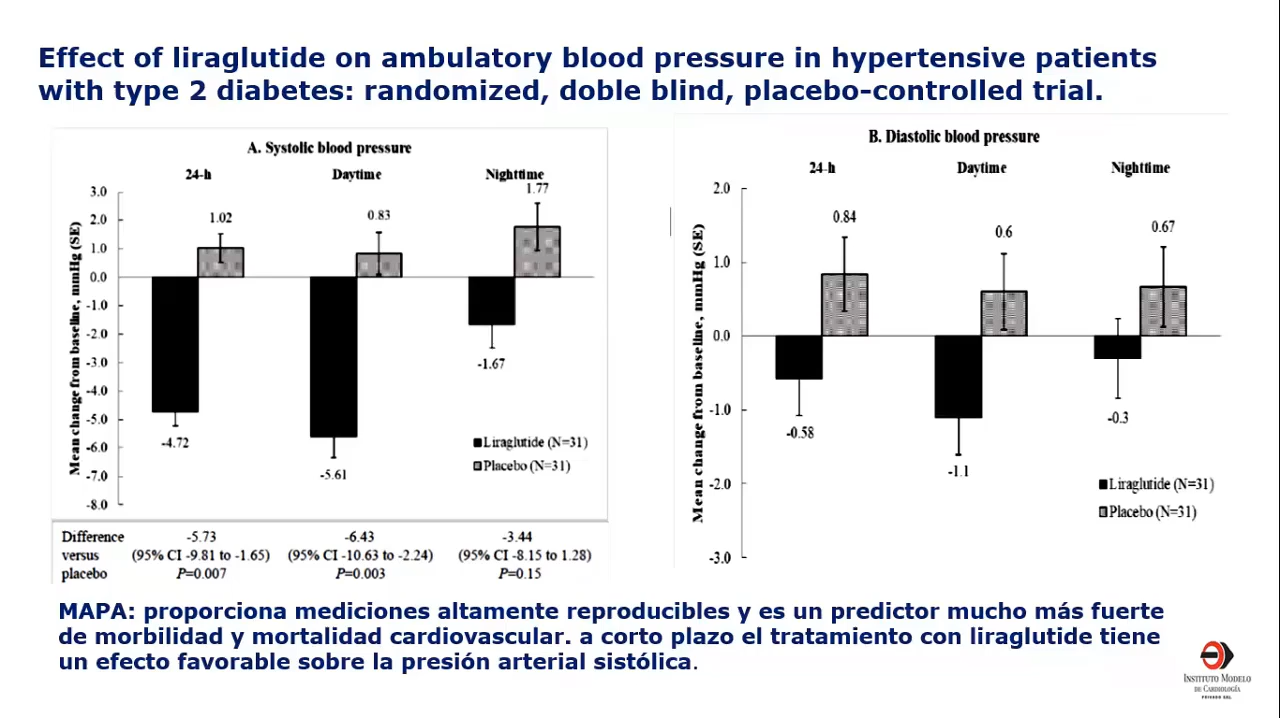 Effect of liraglutide on ambulatory blood pressure in hypertensive patients
with type 2 diabetes: randomized, doble blind, placebo-controlled trial.
A. Systolic blood pressure
24-h Daytime Nighttime
3.0
2.0
1.0
0.0
-1.0
-2.0
-3.0
-4.0
-5.0
-6.0
-7.0
-8.0
Mean change from baseline, mmHg (SE)
1.02
0.83
1.77
-4.72
-5.61
-1.67
Liraglutide (N=31)
Placebo (N=31)
Difference -5.73 -6.43 -3.44
versus (95% CI -9.81 to -1.65) (95% CI -10.63 to -2.24) (95% CI -8.15 to 1.28)
placebo P=0.007 P=0.003 P=0.15
B. Diastolic blood pressure
24-h Daytime Nighttime
2.0
1.0
0.0
-1.0
-2.0
-3.0
Mean change from baseline, mmHg (SE)
0.84
0.6
0.67
-0.58
-1.1
-0.3
Liraglutide (N=31)
Placebo (N=31)
MAPA: proporciona mediciones altamente reproducibles y es un predictor mucho más fuerte
de morbilidad y mortalidad cardiovascular. a corto plazo el tratamiento con liraglutide tiene
un efecto favorable sobre la presión arterial sistólica.
INSTITUTO MODELO
DE CARDIOLOGÍA
PRIVADO SRL